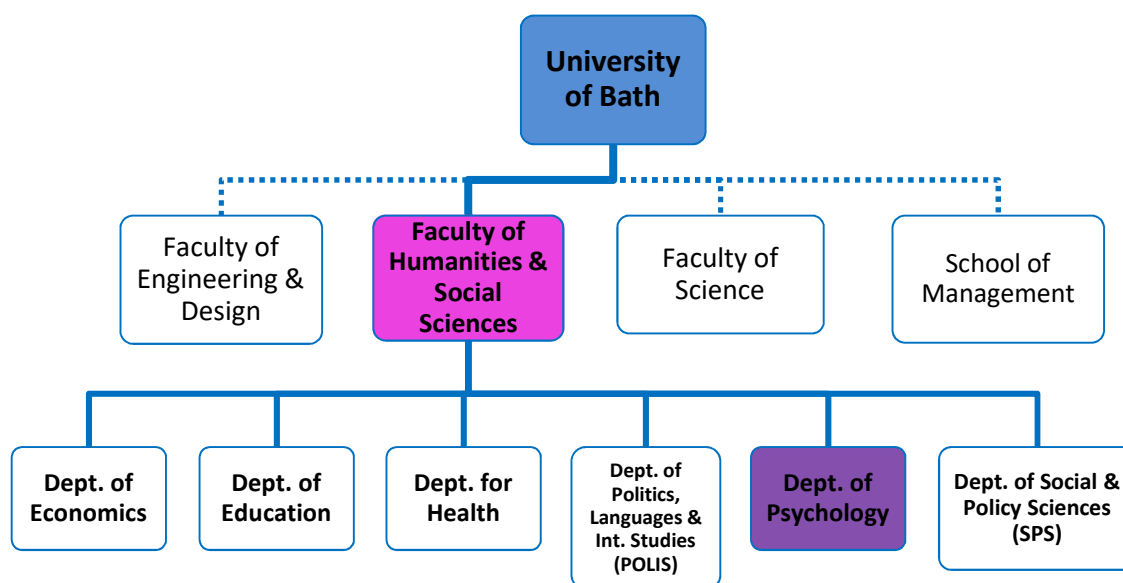 University
of Bath
Faculty of
Engineering &
Design
Faculty of
Humanities &
Social
Sciences
Faculty of
Science
School of
Management
Dept. of
Economics
Dept. of
Education
Dept. for
Health
Dept. of
Politics,
Languages &
Int. Studies
(POLIS)
Dept. of
Psychology
Dept. of Social &
Policy Sciences
(SPS)